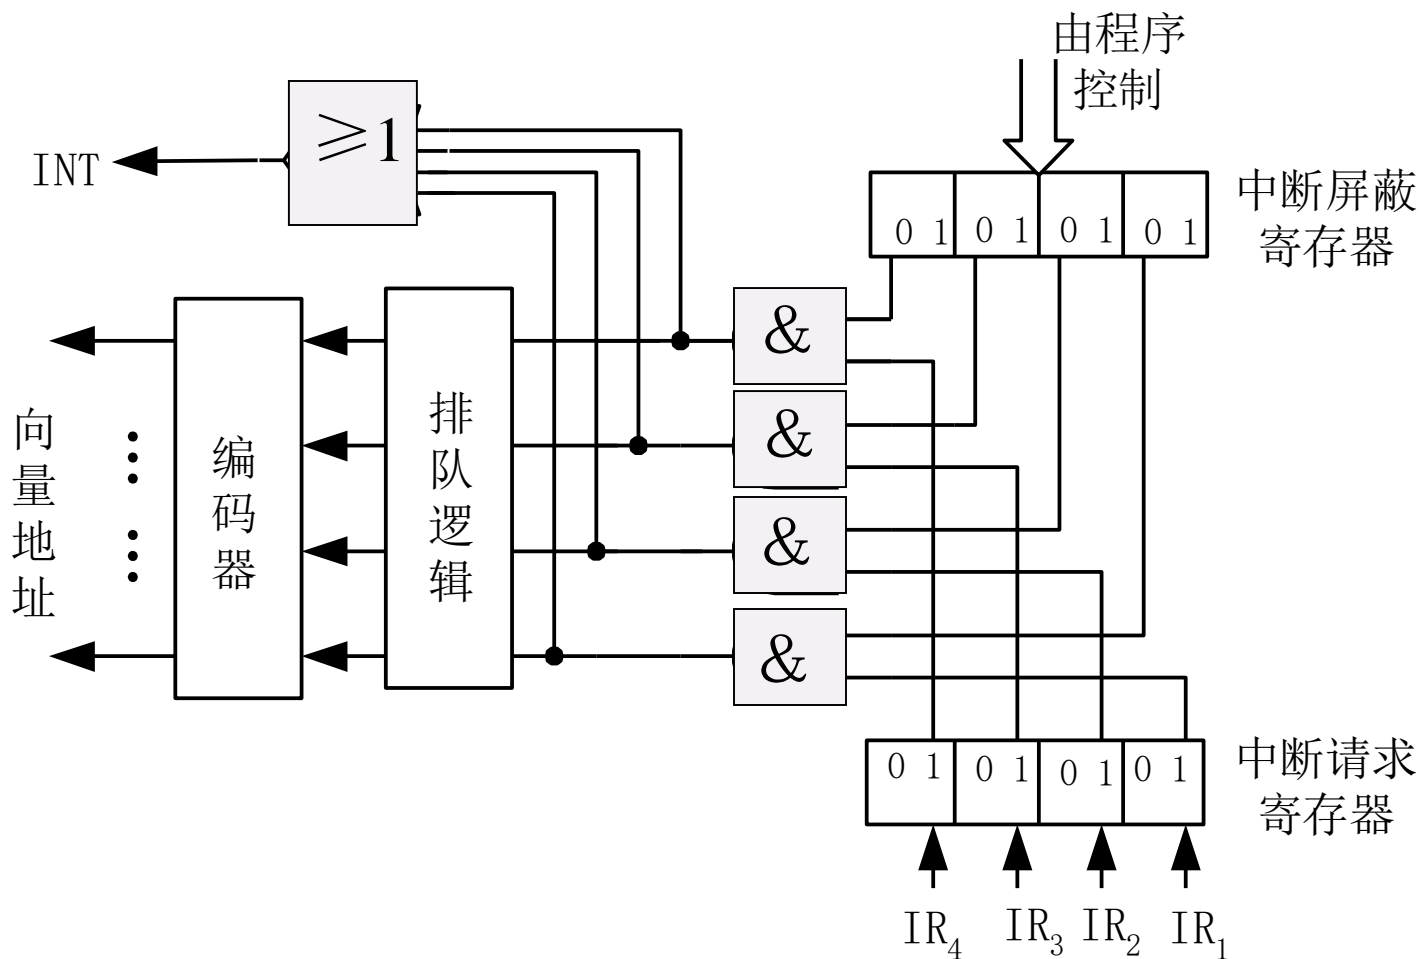 由程序
控制
≥1
INT
中断屏蔽
寄存器
0 1 0 1 0 1 0 1
&
&
&
&
排队逻辑
编码器
向量地址
0 1 0 1 0 1 0 1
中断请求
寄存器
IR4 IR3 IR2 IR1